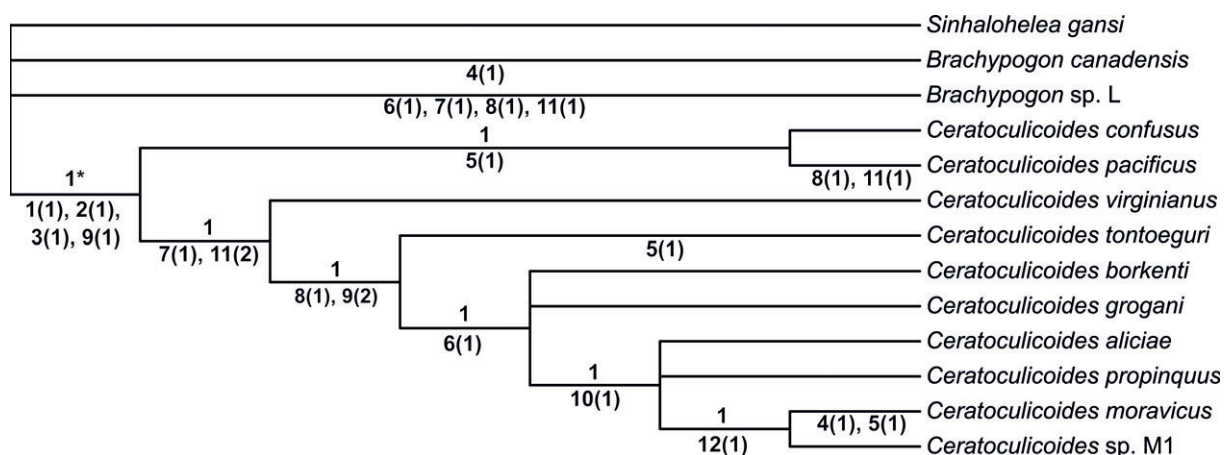 Sinhalohelea gansi
Brachypogon canadensis
4(1)
Brachypogon sp. L
6(1), 7(1), 8(1), 11(1)
Ceratoculicoides confusus
1
5(1)
Ceratoculicoides pacificus
8(1), 11(1)
1*
1(1), 2(1),
3(1), 9(1)
Ceratoculicoides virginianus
1
7(1), 11(2)
Ceratoculicoides tontoeguri
5(1)
1
8(1), 9(2)
Ceratoculicoides borkenti
Ceratoculicoides grogani
1
6(1)
Ceratoculicoides aliciae
Ceratoculicoides propinquus
1
10(1)
Ceratoculicoides moravicus
4(1), 5(1)
1
12(1)
Ceratoculicoides sp. M1